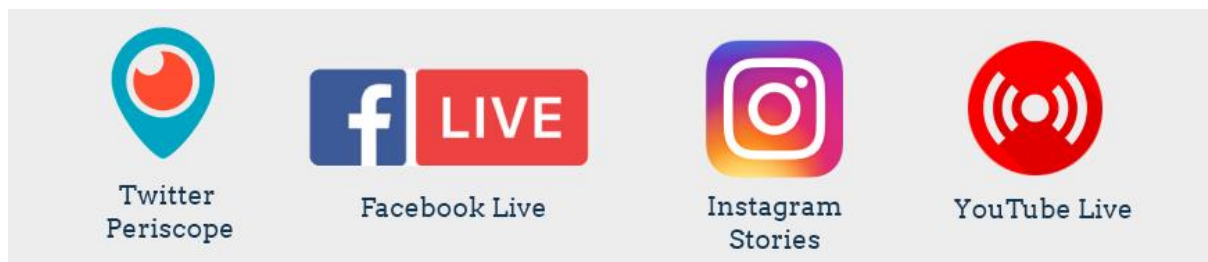 f LIVE
Twitter
Periscope
Facebook Live
Instagram
Stories
YouTube Live